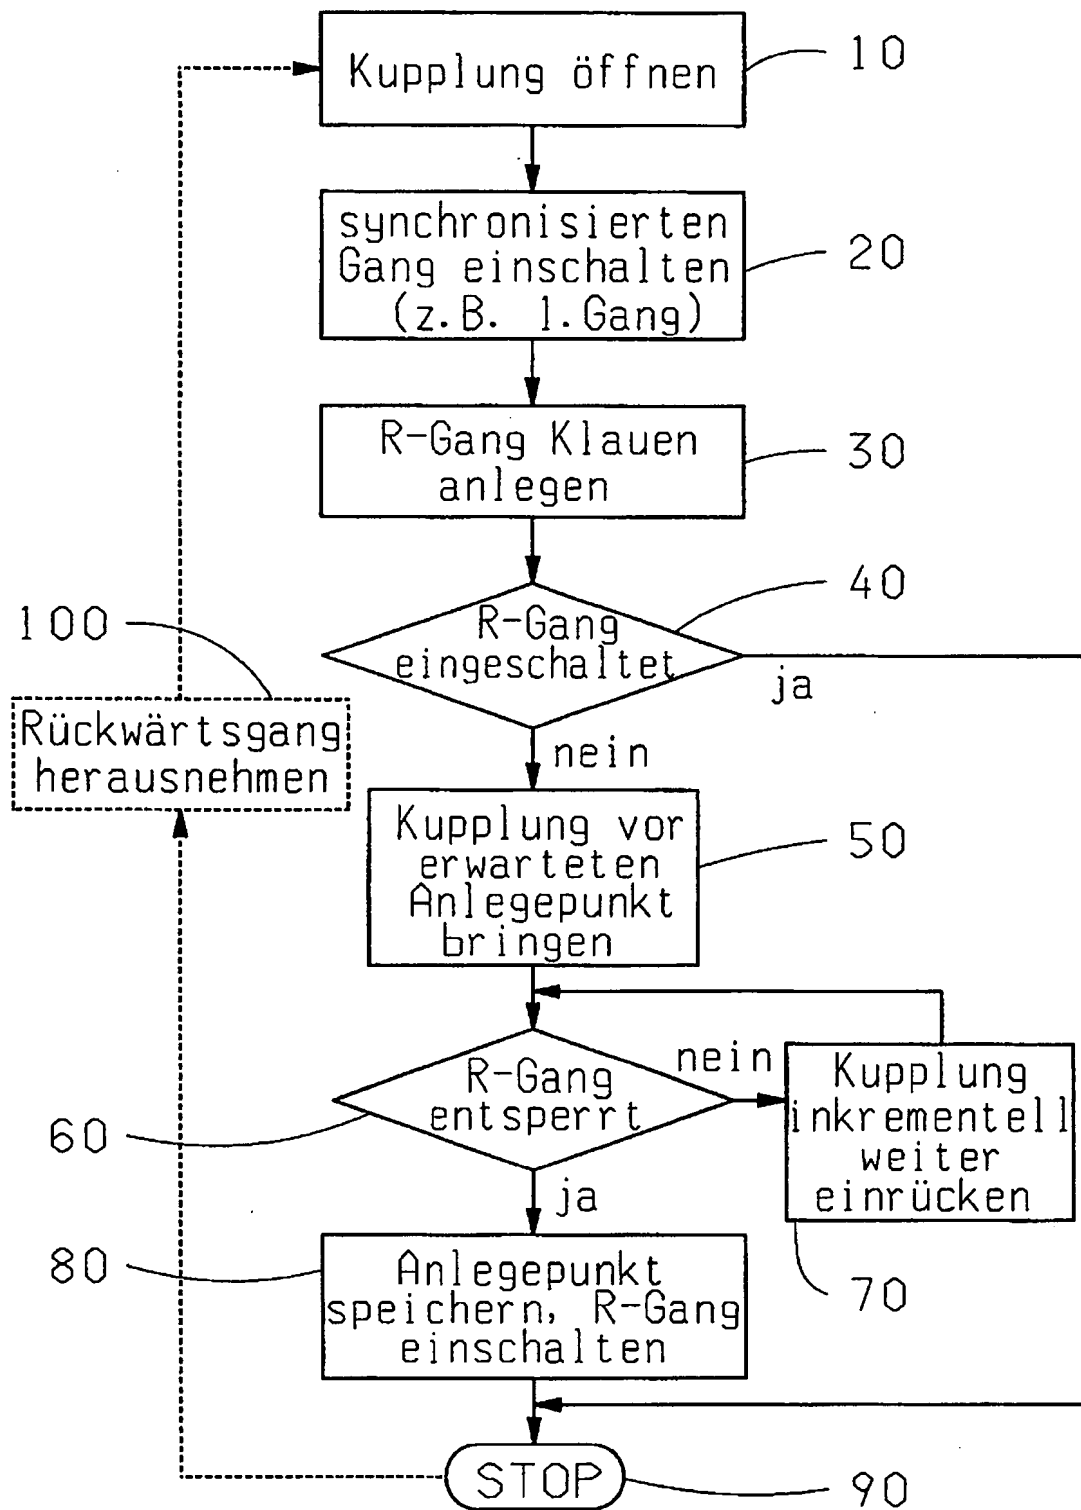 Kupplung öffnen
10
synchronisierten
Gang einschalten
(z.B. 1.Gang)
20
R-Gang Klauen
anlegen
30
40
R-Gang
eingeschaltet
ja
100
Rückwärtsgang
herausnehmen
nein
Kupplung vor
erwarteten
Anlegepunkt
bringen
50
R-Gang
entsperrt
nein
60
Kupplung
inkrementell
weiter
einrücken
70
ja
80
Anlegepunkt
speichern, R-Gang
einschalten
STOP
90